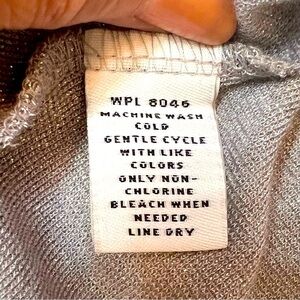 WPL 8046
MACHINE WASH
COLD
GENTLE CYCLE
WITH LIKE
COLORS
ONLY NON-
CHLORINE
BLEACH WHEN
NEEDED
LINE DRY